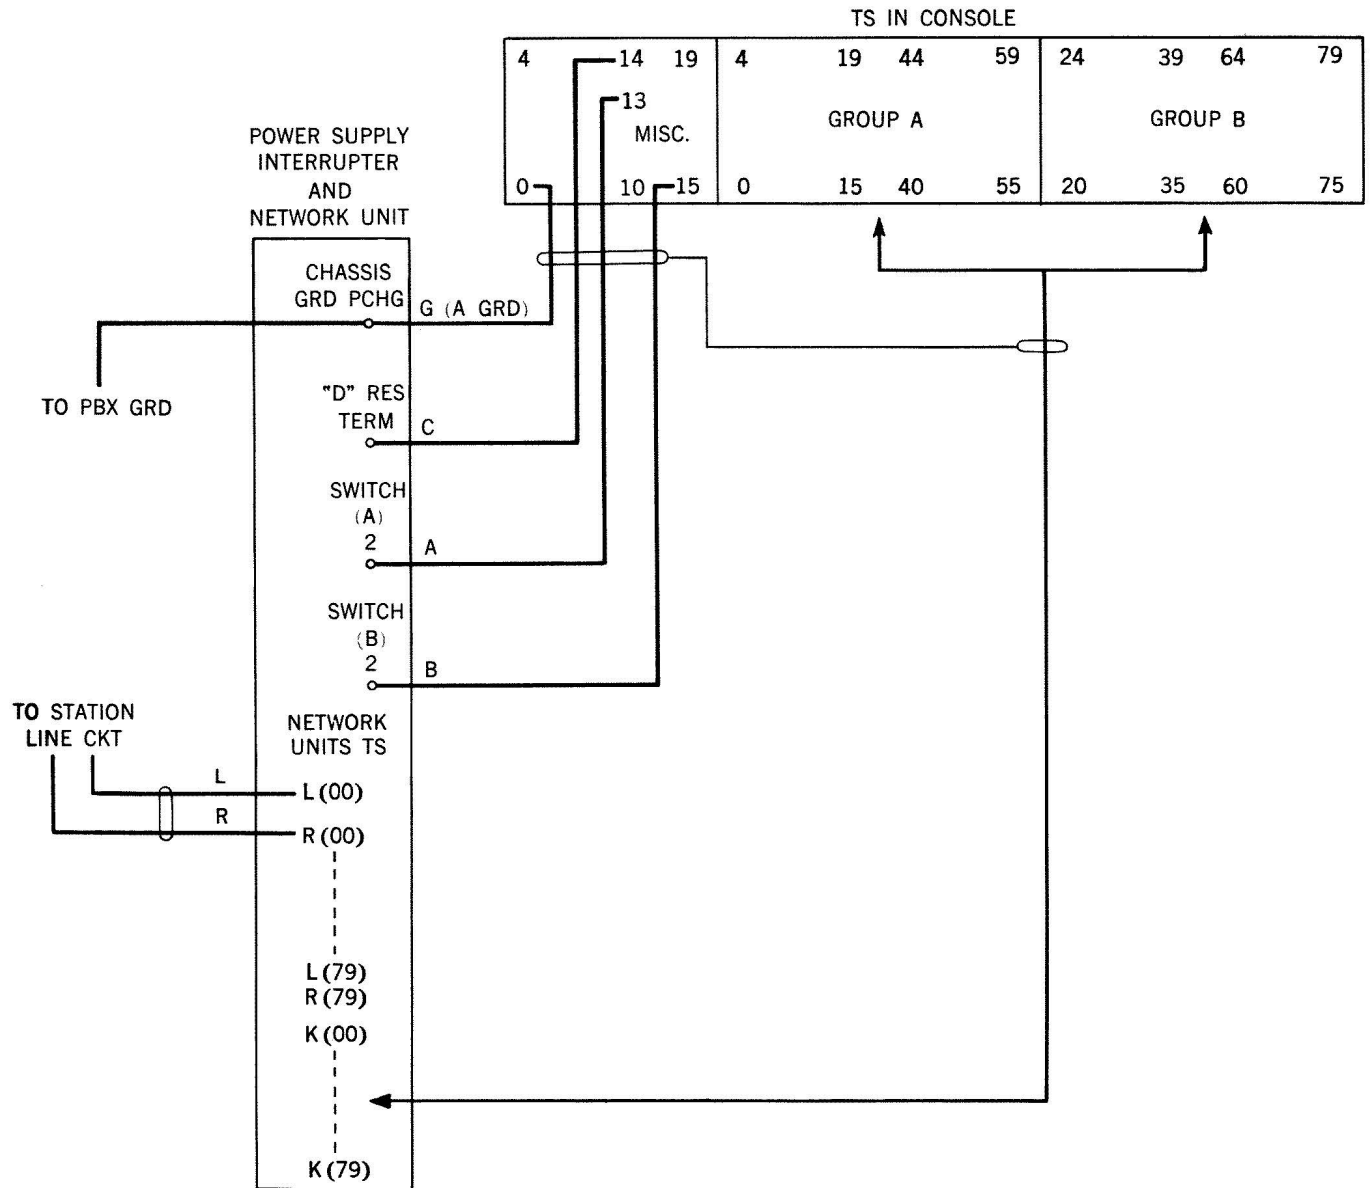 TS IN CONSOLE
4 14 19 4 19 44 59 24 39 64 79
13
GROUP A GROUP B
MISC.
0 10 15 0 15 40 55 20 35 60 75
POWER SUPPLY
INTERRUPTER
AND
NETWORK UNIT
CHASSIS
GRD PCHG
G (A GRD)
TO PBX GRD
"D" RES
TERM
C
SWITCH
(A)
2
A
SWITCH
(B)
2
B
TO STATION
LINE CKT
NETWORK
UNITS TS
L
L(00)
R
R(00)
L(79)
R(79)
K(00)
K(79)